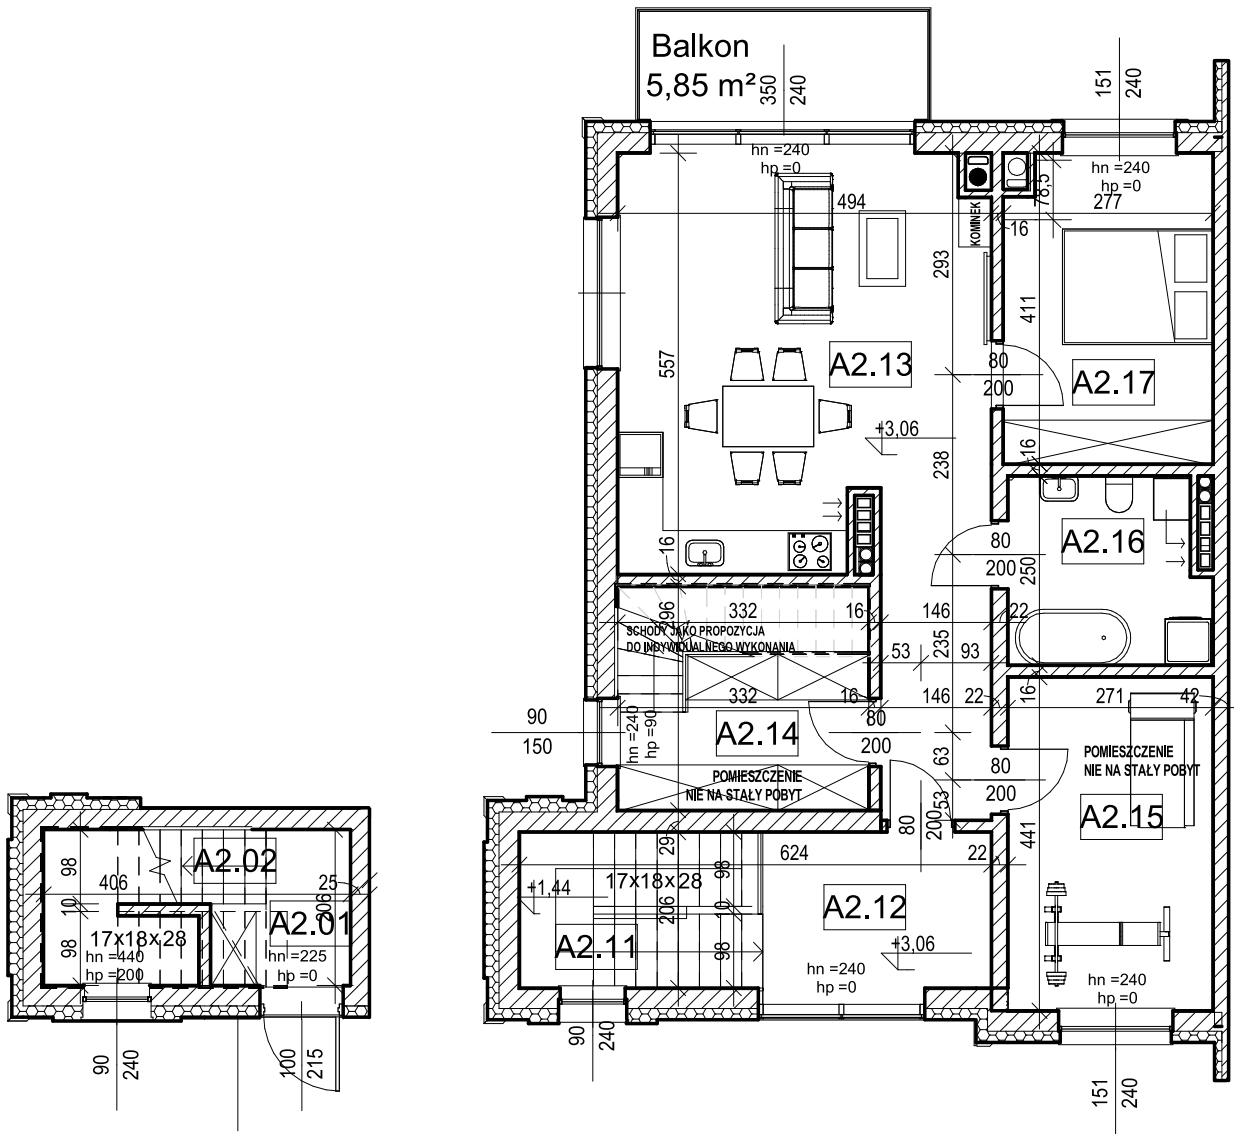 Balkon
5,85 m²
350
240
151
240
hn =240
hp =0
hn =240
hp =0
78,5
494
277
16
KOMINEK
293
411
557
A2.13
80
200
A2.17
+3,06
238
16
A2.16
80
200
250
16
296
332
16
146
22
SCHODY JAKO PROPOZYCJA
DO INDYWIDUALNEGO WYKONANIA
53
235
93
332
16
146
22
16
271
42
90
150
hn =240
hp =90
A2.14
80
200
63
POMIESZCZENIE
NIE NA STAŁY POBYT
POMIESZCZENIE
NIE NA STAŁY POBYT
80
200
53
80
200
A2.15
29
624
22
441
98
17x18x28
+1,44
206
10
A2.12
A2.11
98
+3,06
hn =240
hp =0
hn =240
hp =0
90
240
151
240
98
A2.02
406
25
10
206
A2.01
98
17x18x28
hn =440
hp =200
hn =225
hp =0
90
240
100
215